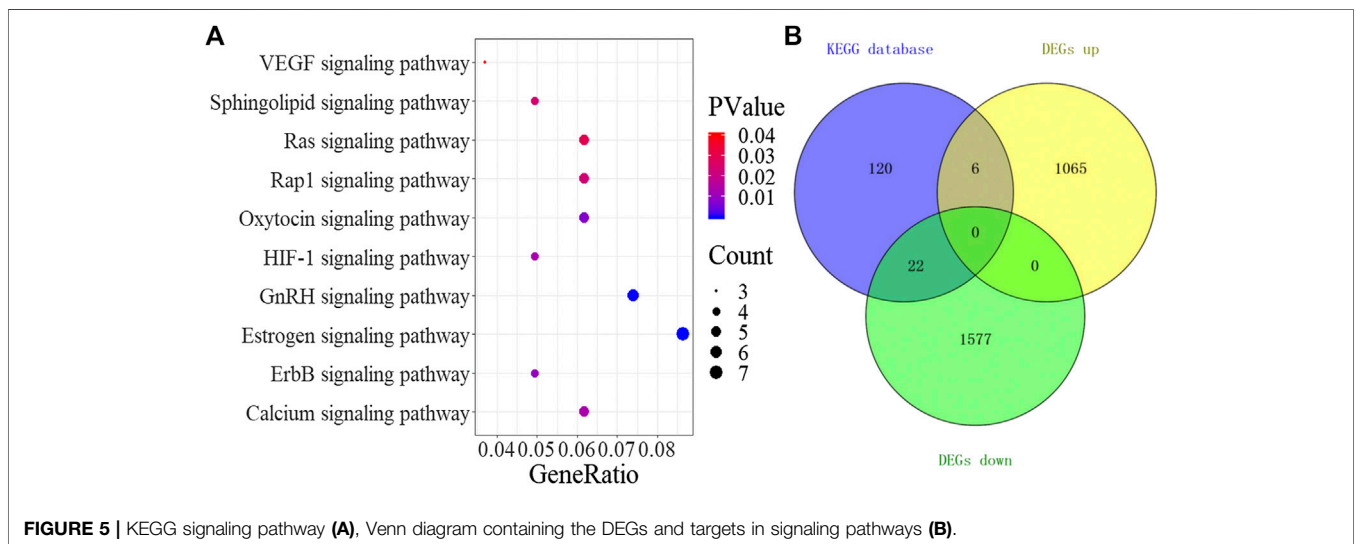 A
VEGF signaling pathway
Sphingolipid signaling pathway
Ras signaling pathway
Rap1 signaling pathway
Oxytocin signaling pathway
HIF-1 signaling pathway
GnRH signaling pathway
Estrogen signaling pathway
ErbB signaling pathway
Calcium signaling pathway
0.04 0.05 0.06 0.07 0.08
GeneRatio
PValue
0.04
0.03
0.02
0.01
Count
3
4
5
6
7
B
KEGG database
DEGs up
120
6
1065
0
22
0
1577
DEGs down
FIGURE 5 | KEGG signaling pathway (A), Venn diagram containing the DEGs and targets in signaling pathways (B).